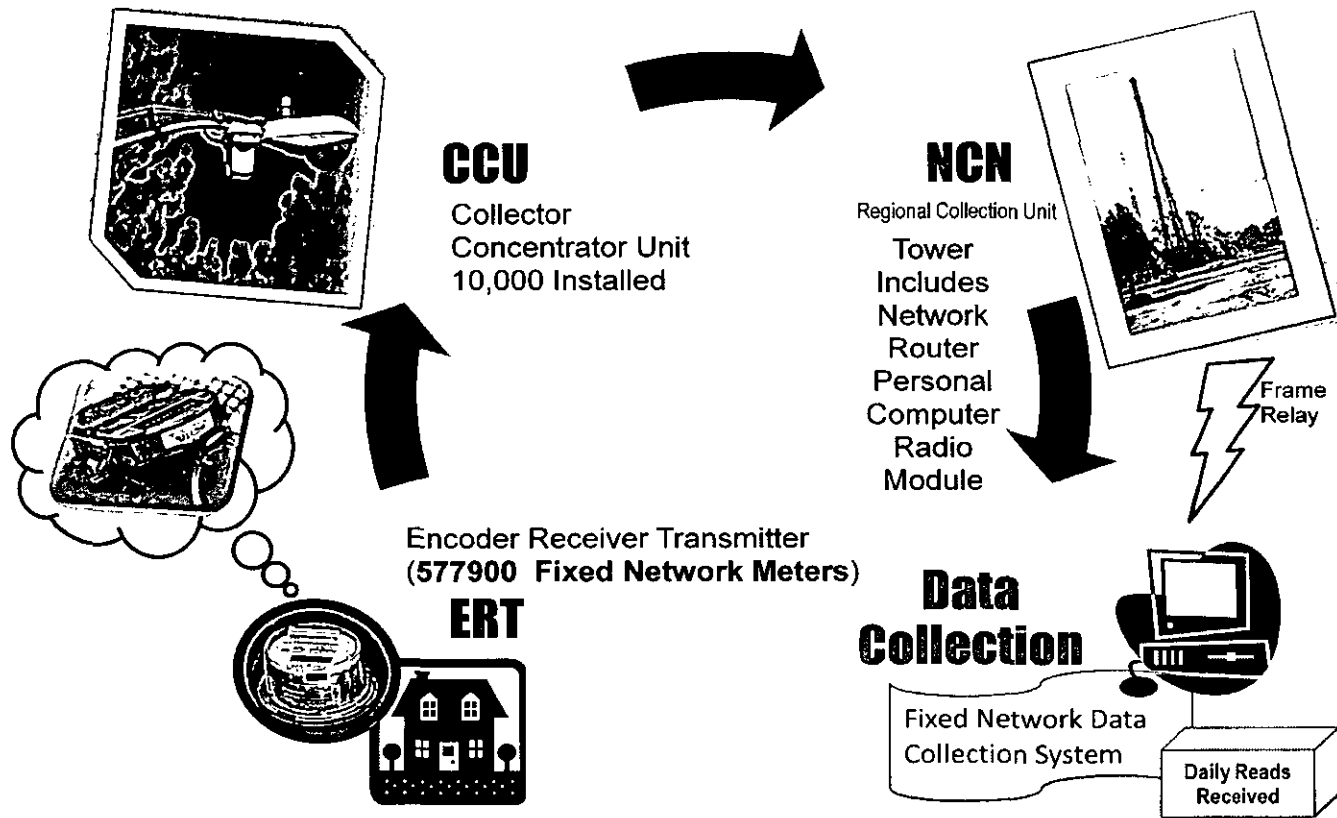 CCU
Collector
Concentrator Unit
10,000 Installed
NCN
Regional Collection Unit
Tower
Includes
Network
Router
Personal
Computer
Radio
Module
Frame
Relay
Encoder Receiver Transmitter
(577900 Fixed Network Meters)
ERT
Data
Collection
Fixed Network Data
Collection System
Daily Reads
Received